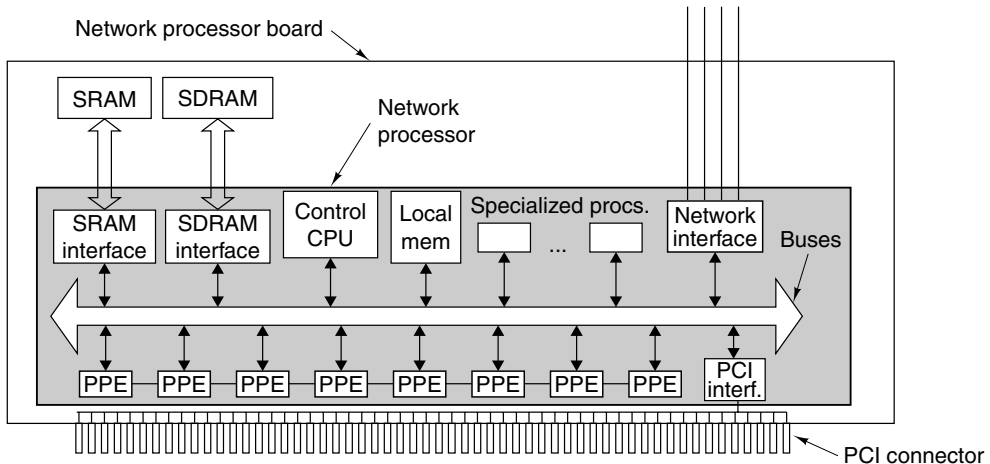 Network processor board
SRAM
SDRAM
Network
processor
SRAM
interface
SDRAM
interface
Control
CPU
Local
mem
Specialized procs.
...
Network
interface
Buses
PPE
PPE
PPE
PPE
PPE
PPE
PPE
PPE
PCI
interf.
PCI connector